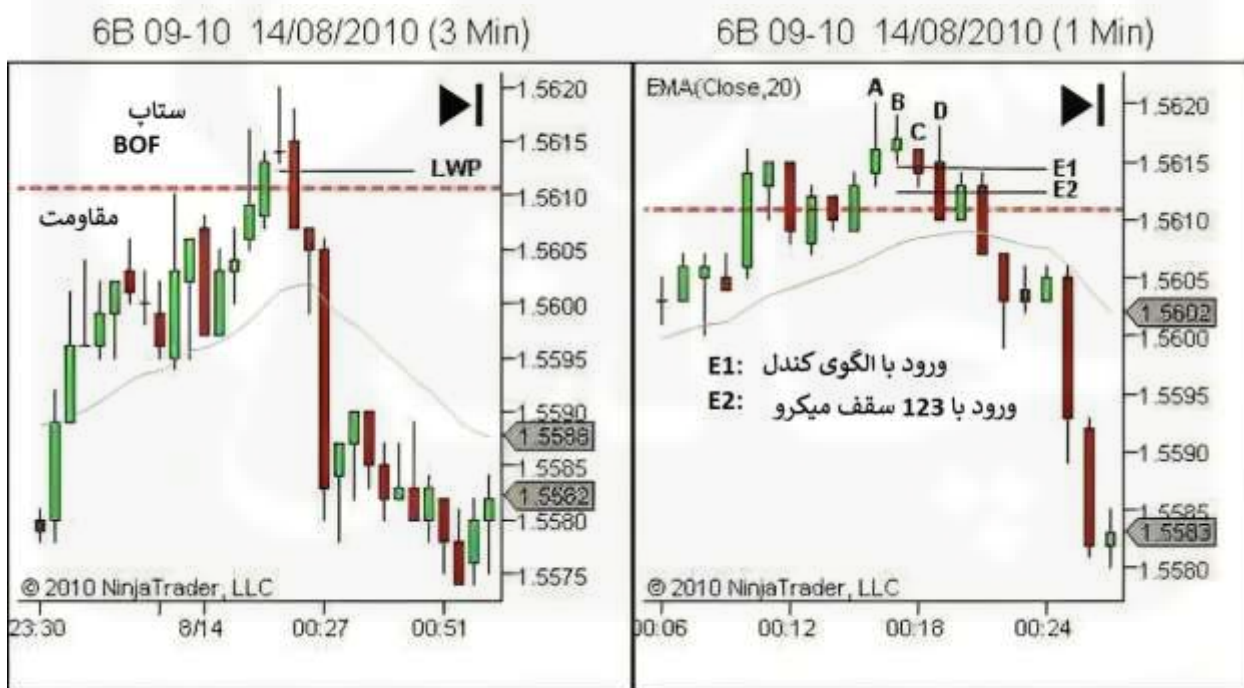 6B 09-10 14/08/2010 (3 Min)
ستاپ
BOF
LWP
مقاومت
1.5620
1.5615
1.5610
1.5605
1.5600
1.5595
1.5590
1.5588
1.5585
1.5582
1.5580
1.5575
© 2010 NinjaTrader, LLC
23:30
8/14
00:27
00:51
6B 09-10 14/08/2010 (1 Min)
EMA(Close,20)
A
B
C
D
E1
E2
1.5620
1.5615
1.5610
1.5605
1.5602
1.5600
1.5595
1.5590
1.5585
1.5583
1.5580
E1: ورود با الگوی کندل
E2: ورود با 123 سقف میکرو
© 2010 NinjaTrader, LLC
00:06
00:12
00:18
00:24